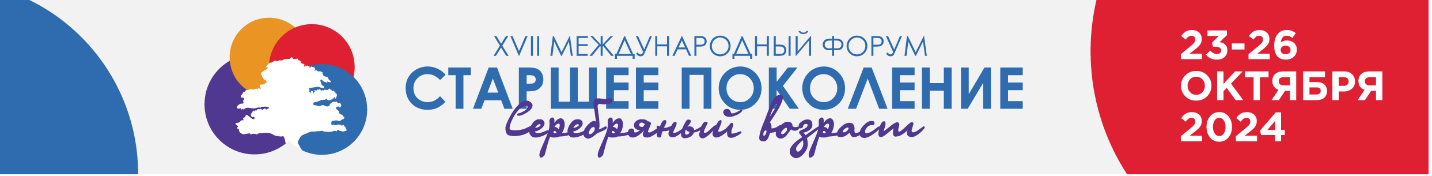 XVII МЕЖДУНАРОДНЫЙ ФОРУМ
СТАРШЕЕ ПОКОЛЕНИЕ
Серебряный возраст
23-26
ОКТЯБРЯ
2024